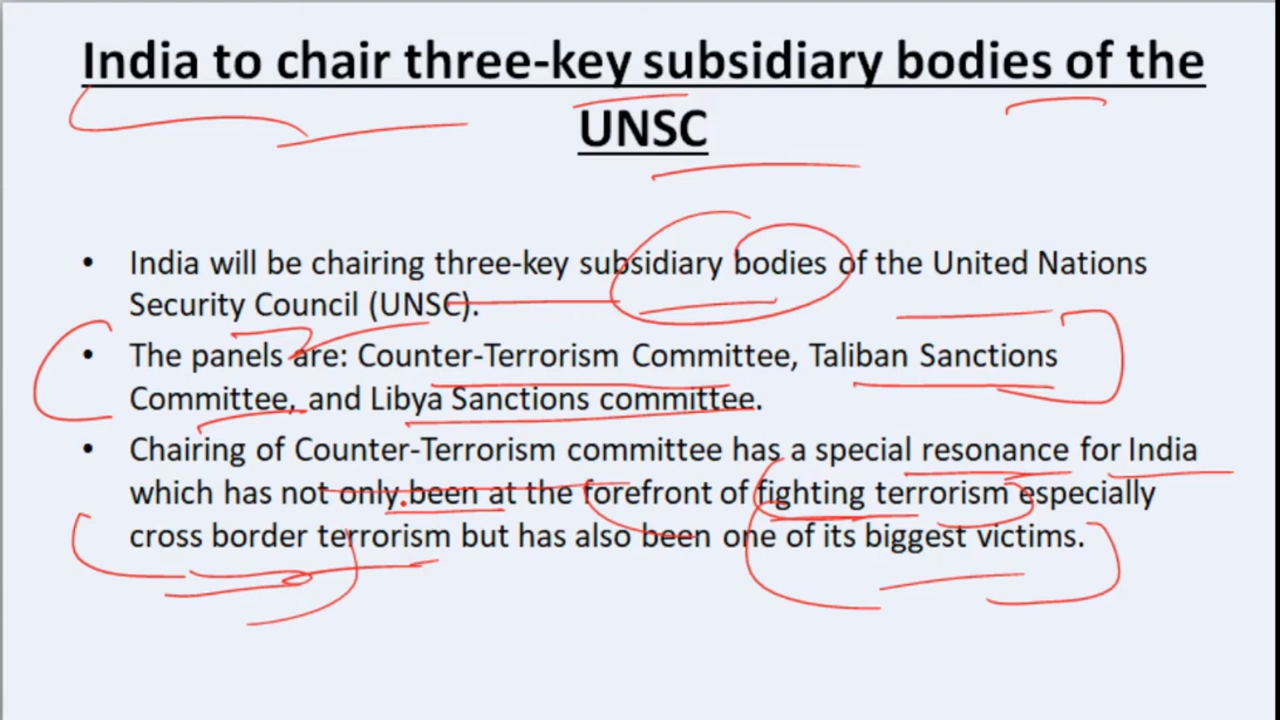 India to chair three-key subsidiary bodies of the
UNSC
• India will be chairing three-key subsidiary bodies of the United Nations
Security Council (UNSC).
• The panels are: Counter-Terrorism Committee, Taliban Sanctions
Committee, and Libya Sanctions committee.
• Chairing of Counter-Terrorism committee has a special resonance for India
which has not only been at the forefront of fighting terrorism especially
cross border terrorism but has also been one of its biggest victims.